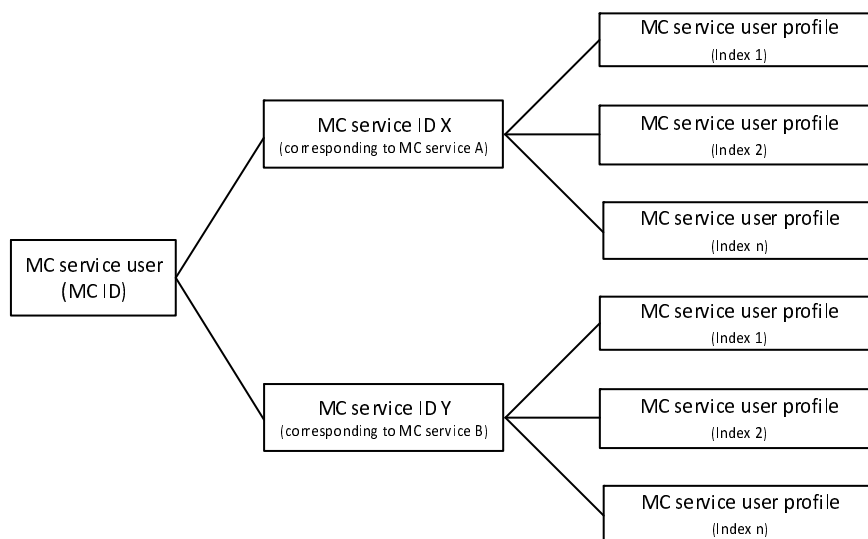 MC service user
(MC ID)
MC service ID X
(corresponding to MC service A)
MC service user profile
(Index 1)
MC service user profile
(Index 2)
MC service user profile
(Index n)
MC service ID Y
(corresponding to MC service B)
MC service user profile
(Index 1)
MC service user profile
(Index 2)
MC service user profile
(Index n)